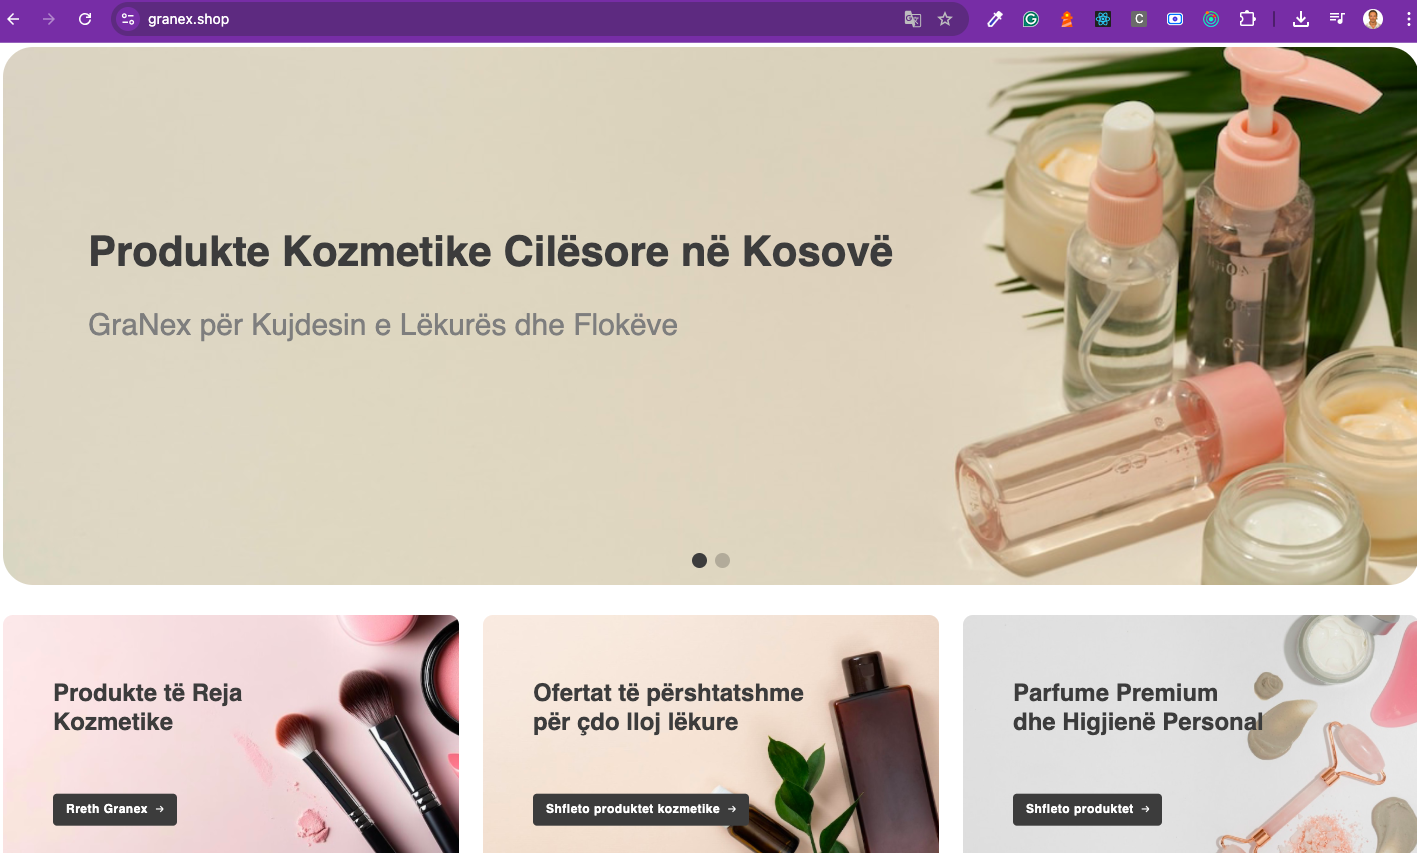 granex.shop
Produkte Kozmetike Cilësore në Kosovë
GraNex për Kujdesin e Lëkurës dhe Flokëve
Produkte të Reja
Kozmetike
Rreth Granex →
Ofertat të përshtatshme
për çdo lloj lëkure
Shfleto produktet kozmetike →
Parfume Premium
dhe Higjienë Personal
Shfleto produktet →